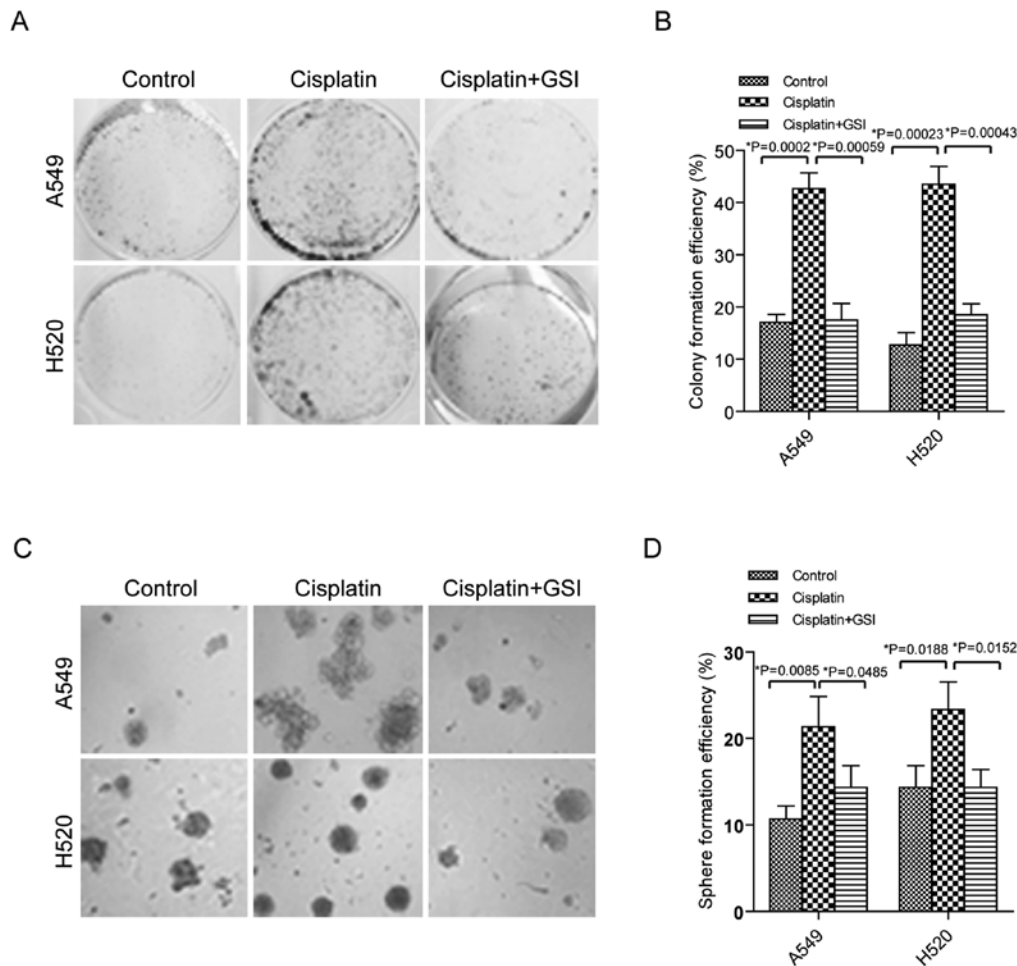 A
Control Cisplatin Cisplatin+GSI
A549
H520
B
Control
Cisplatin
Cisplatin+GSI
*P=0.0002 *P=0.00059 *P=0.00023 *P=0.00043
Colony formation efficiency (%)
50
40
30
20
10
0
A549 H520
C
Control Cisplatin Cisplatin+GSI
A549
H520
D
Control
Cisplatin
Cisplatin+GSI
*P=0.0085 *P=0.0485 *P=0.0188 *P=0.0152
Sphere formation efficiency (%)
30
20
10
0
A549 H520